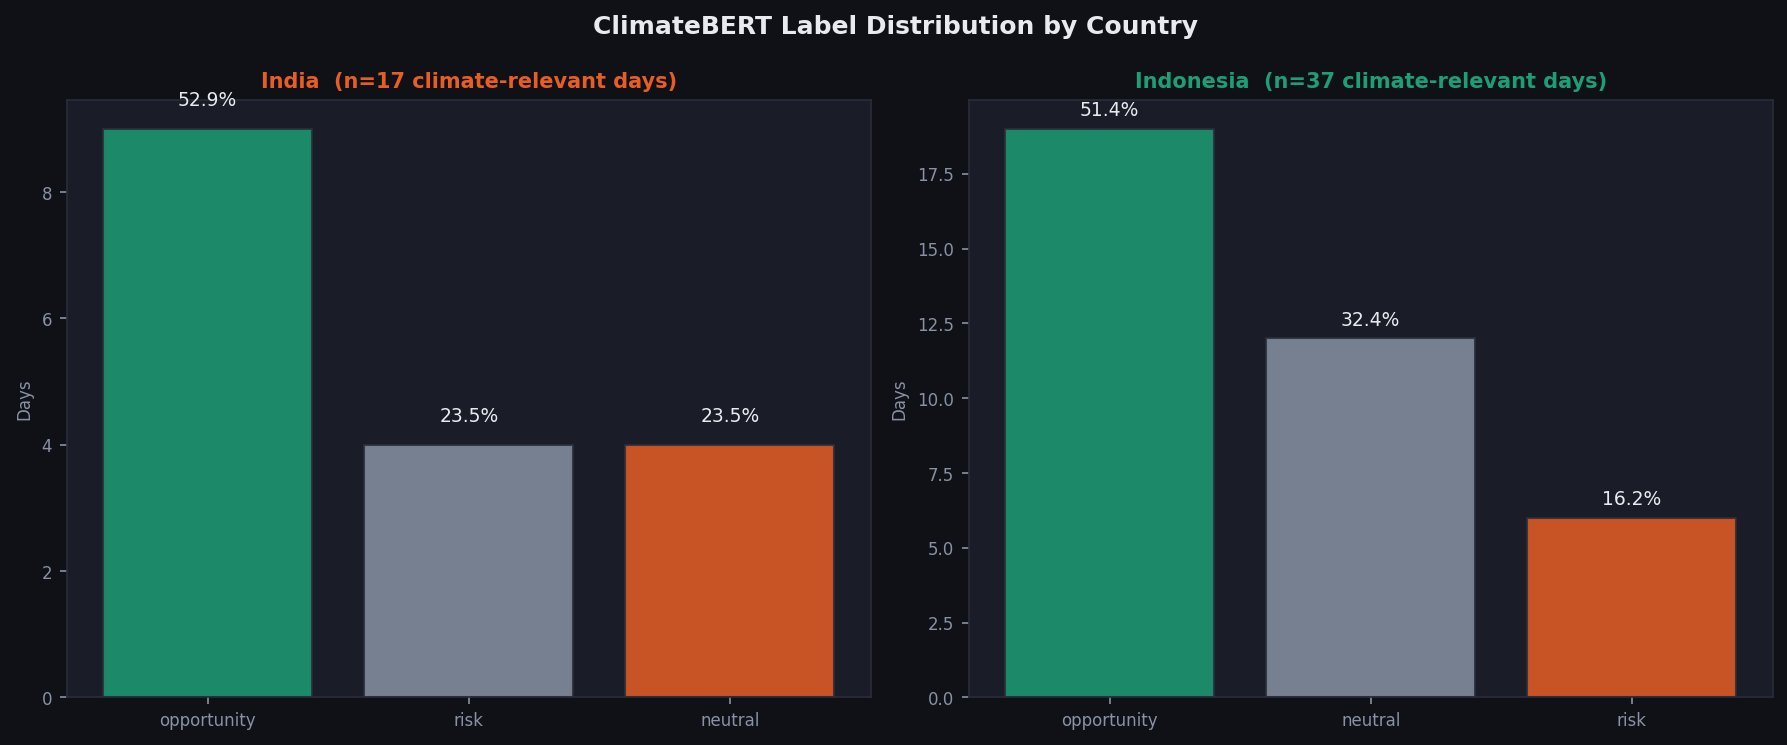 ClimateBERT Label Distribution by Country
India (n=17 climate-relevant days)
52.9%
23.5%
23.5%
8
6
4
2
0
Days
opportunity
risk
neutral
Indonesia (n=37 climate-relevant days)
51.4%
32.4%
16.2%
17.5
15.0
12.5
10.0
7.5
5.0
2.5
0.0
Days
opportunity
neutral
risk